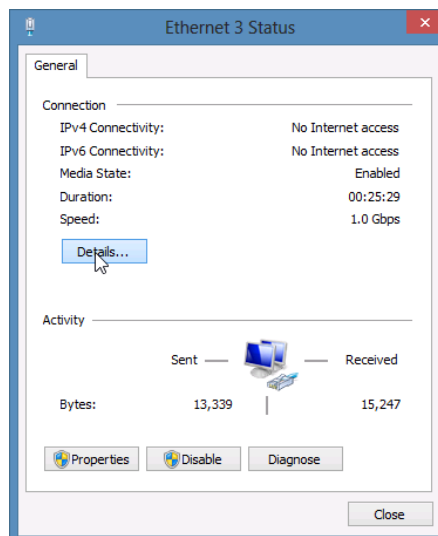 Ethernet 3 Status
General
Connection
IPv4 Connectivity: No Internet access
IPv6 Connectivity: No Internet access
Media State: Enabled
Duration: 00:25:29
Speed: 1.0 Gbps
Details...
Activity
Sent Received
Bytes: 13,339 15,247
Properties Disable Diagnose
Close